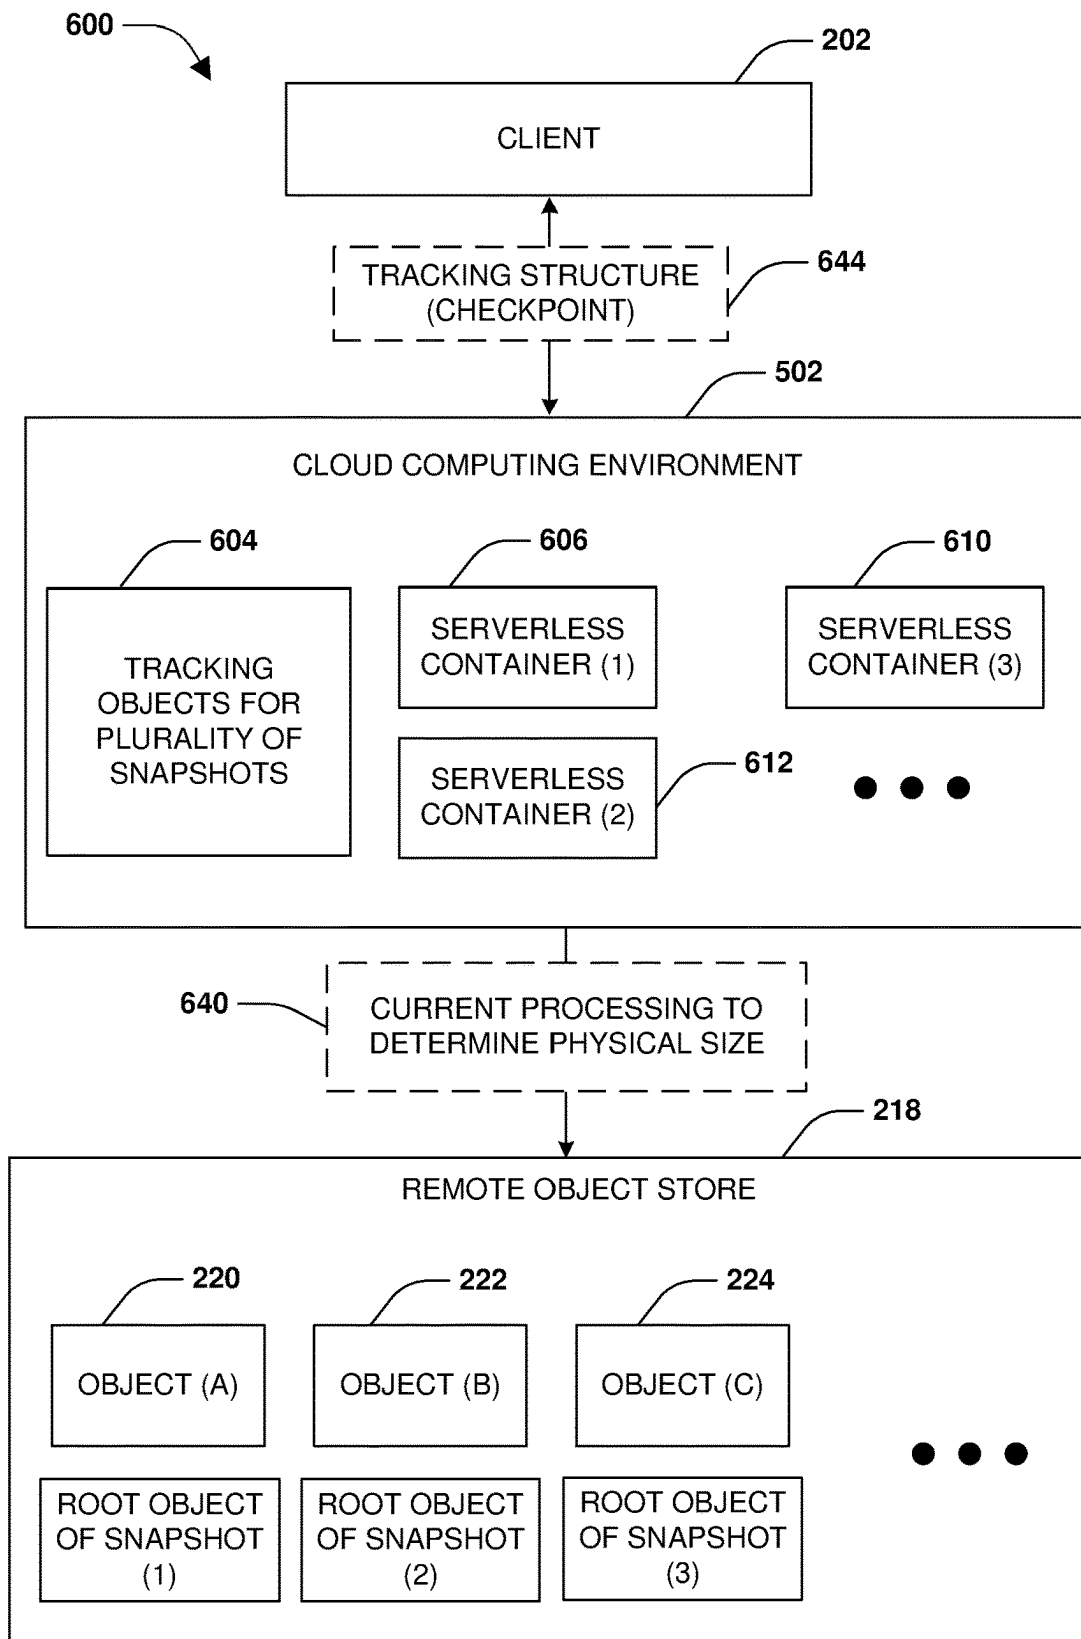 600
202
CLIENT
TRACKING STRUCTURE
(CHECKPOINT)
644
502
CLOUD COMPUTING ENVIRONMENT
604
606
610
TRACKING
OBJECTS FOR
PLURALITY OF
SNAPSHOTS
SERVERLESS
CONTAINER (1)
SERVERLESS
CONTAINER (3)
SERVERLESS
CONTAINER (2)
612
640
CURRENT PROCESSING TO
DETERMINE PHYSICAL SIZE
218
REMOTE OBJECT STORE
220
222
224
OBJECT (A)
OBJECT (B)
OBJECT (C)
ROOT OBJECT
OF SNAPSHOT
(1)
ROOT OBJECT
OF SNAPSHOT
(2)
ROOT OBJECT
OF SNAPSHOT
(3)